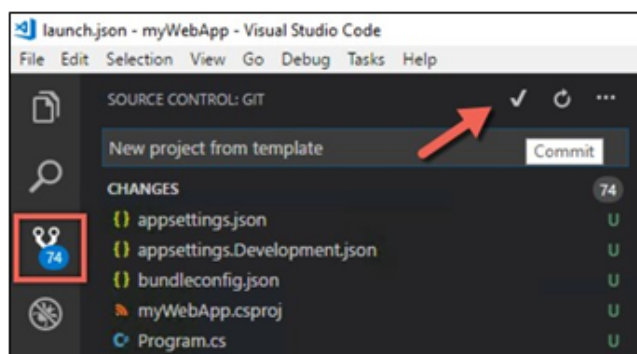 launch.json - myWebApp - Visual Studio Code
File Edit Selection View Go Debug Tasks Help
SOURCE CONTROL: GIT
New project from template
Commit
CHANGES
74
{} appsettings.json
U
74
{} appsettings.Development.json
U
{} bundleconfig.json
U
myWebApp.csproj
U
C# Program.cs
U